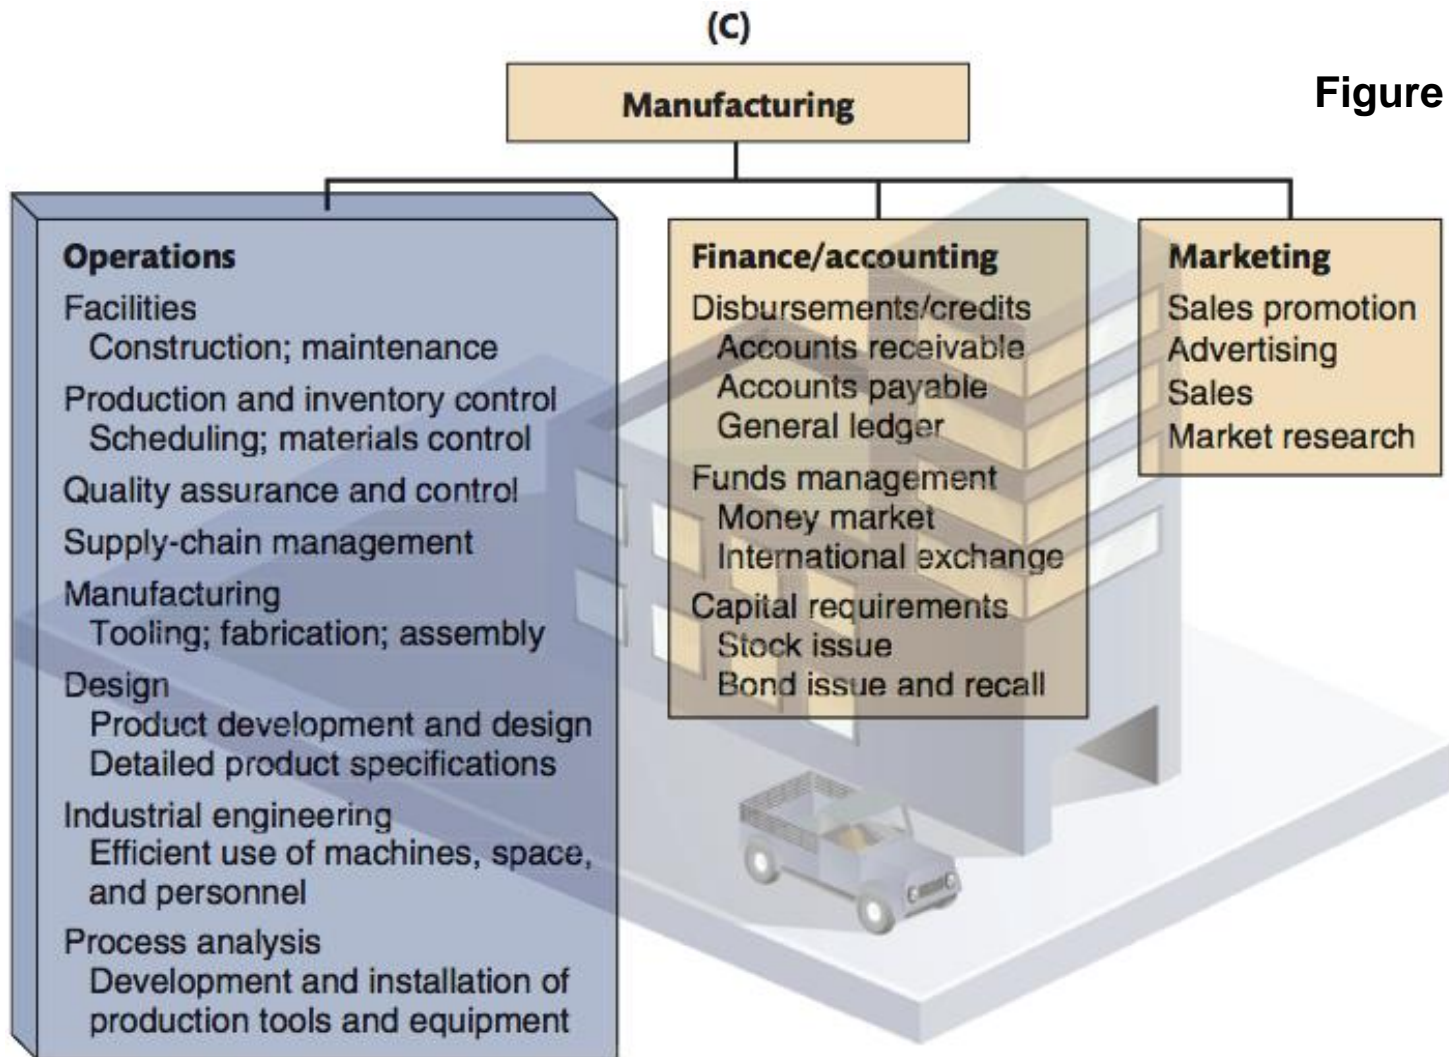 (C)
Manufacturing
Figure
Operations
Facilities
Construction; maintenance
Production and inventory control
Scheduling; materials control
Quality assurance and control
Supply-chain management
Manufacturing
Tooling; fabrication; assembly
Design
Product development and design
Detailed product specifications
Industrial engineering
Efficient use of machines, space,
and personnel
Process analysis
Development and installation of
production tools and equipment
Finance/accounting
Disbursements/credits
Accounts receivable
Accounts payable
General ledger
Funds management
Money market
International exchange
Capital requirements
Stock issue
Bond issue and recall
Marketing
Sales promotion
Advertising
Sales
Market research